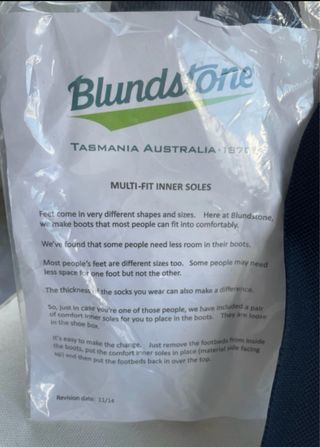 Blundstone
TASMANIA AUSTRALIA · 1870
MULTI-FIT INNER SOLES
Feet come in very different shapes and sizes. Here at Blundstone,
we make boots that most people can fit into comfortably.
We've found that some people need less room in their boots.
Most people's feet are different sizes too. Some people may need
less space for one foot but not the other.
The thickness of the socks you wear can also make a difference.
So, just in case you're one of those people, we have included a pair
of comfort inner soles for you to place in the boots. They are loose
in the shoe box.
It's easy to make the change. Just remove the footbeds from inside
the boots, put the comfort inner soles in place (material side facing
up) and then put the footbeds back in over the top.
Revision date: 11/14